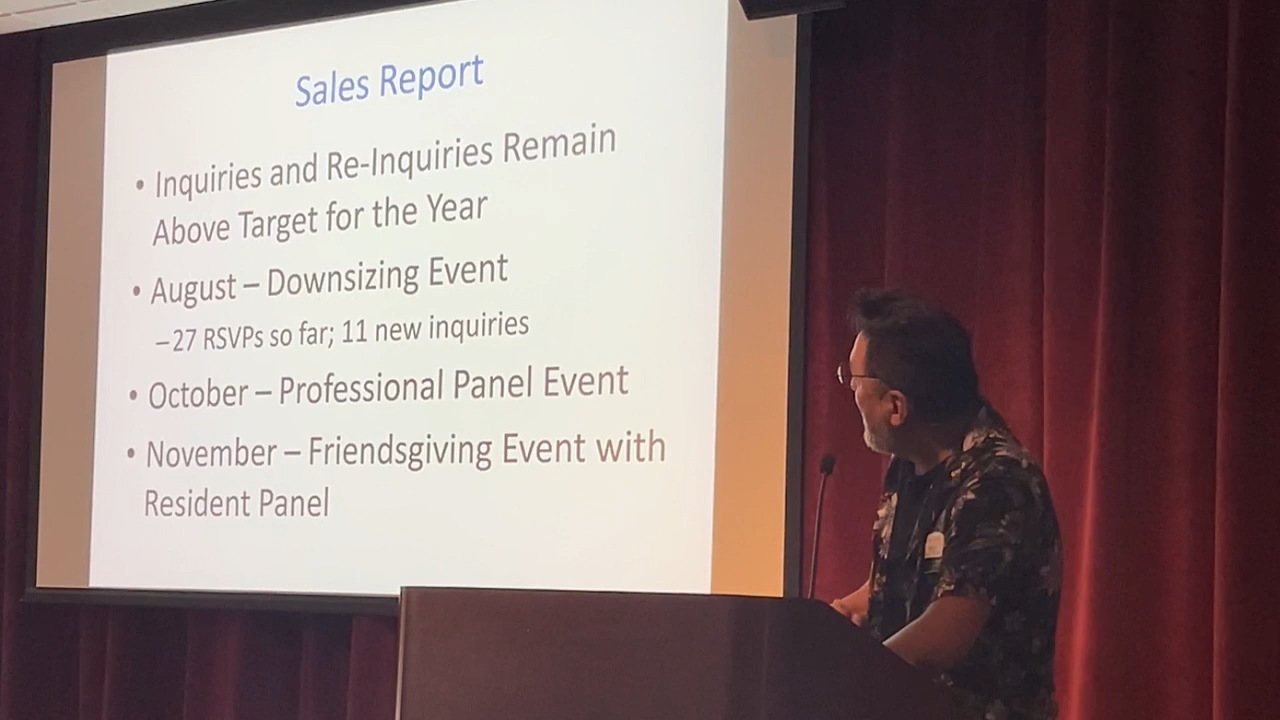 Sales Report
• Inquiries and Re-Inquiries Remain
Above Target for the Year
• August – Downsizing Event
–27 RSVPs so far; 11 new inquiries
• October – Professional Panel Event
• November – Friendsgiving Event with
Resident Panel